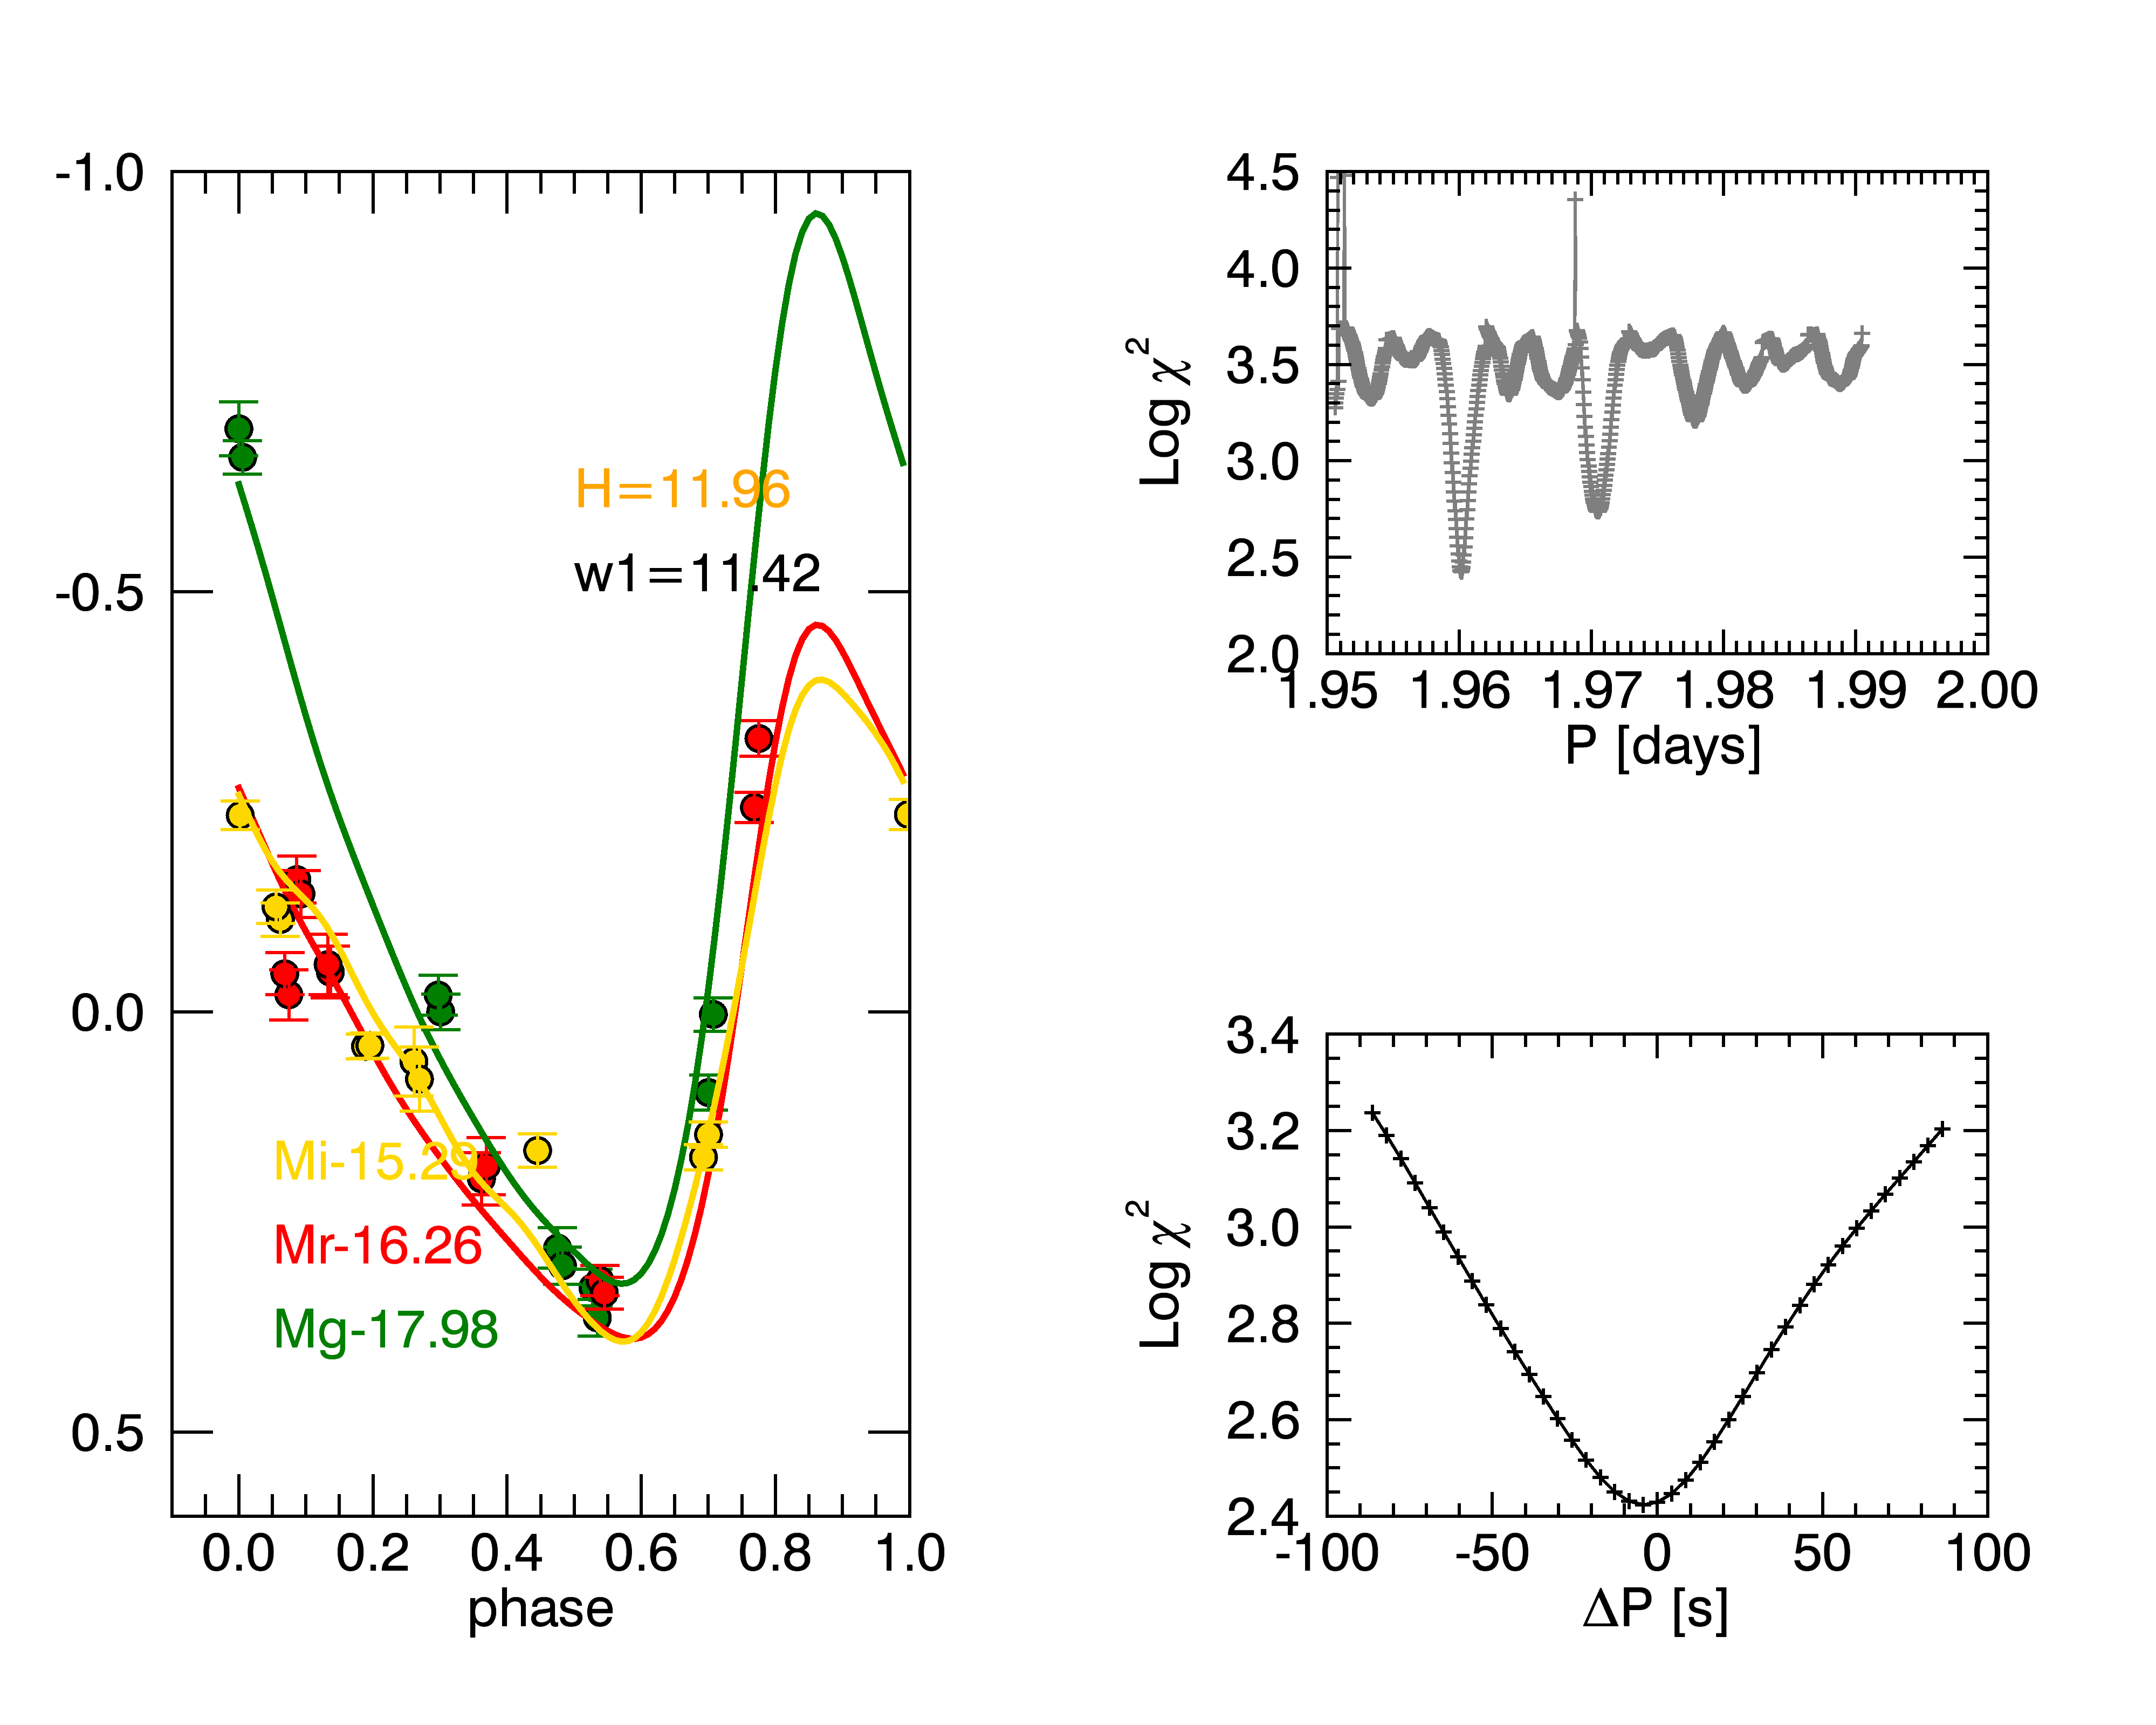 -1.0
-0.5
0.0
0.5
H=11.96
w1=11.42
Mi-15.29
Mr-16.26
Mg-17.98
0.0 0.2 0.4 0.6 0.8 1.0
phase
4.5
4.0
3.5
3.0
2.5
2.0
Log χ²
1.95 1.96 1.97 1.98 1.99 2.00
P [days]
3.4
3.2
3.0
2.8
2.6
2.4
Log χ²
-100 -50 0 50 100
ΔP [s]